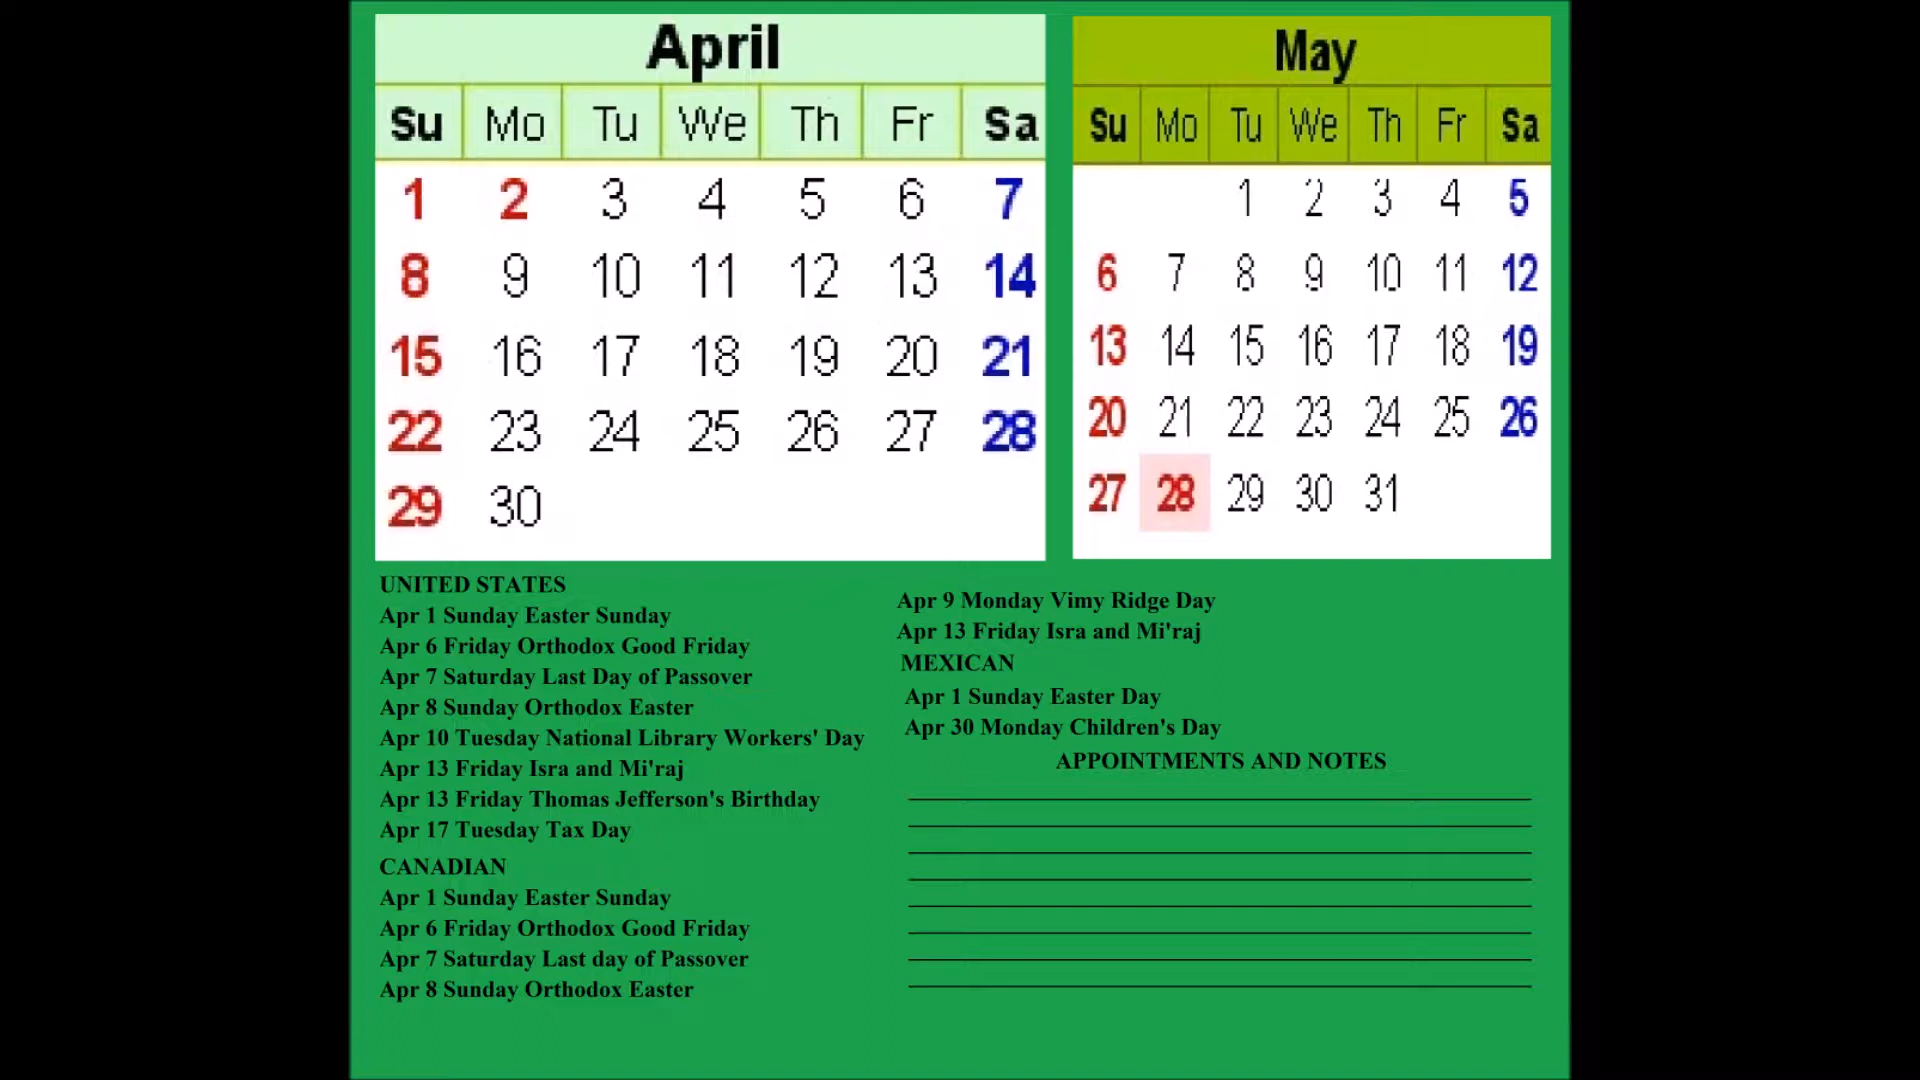 April
Su Mo Tu We Th Fr Sa
1 2 3 4 5 6 7
8 9 10 11 12 13 14
15 16 17 18 19 20 21
22 23 24 25 26 27 28
29 30
May
Su Mo Tu We Th Fr Sa
1 2 3 4 5
6 7 8 9 10 11 12
13 14 15 16 17 18 19
20 21 22 23 24 25 26
27 28 29 30 31
UNITED STATES
Apr 1 Sunday Easter Sunday
Apr 6 Friday Orthodox Good Friday
Apr 7 Saturday Last Day of Passover
Apr 8 Sunday Orthodox Easter
Apr 10 Tuesday National Library Workers' Day
Apr 13 Friday Isra and Mi'raj
Apr 13 Friday Thomas Jefferson's Birthday
Apr 17 Tuesday Tax Day
CANADIAN
Apr 1 Sunday Easter Sunday
Apr 6 Friday Orthodox Good Friday
Apr 7 Saturday Last day of Passover
Apr 8 Sunday Orthodox Easter
Apr 9 Monday Vimy Ridge Day
Apr 13 Friday Isra and Mi'raj
MEXICAN
Apr 1 Sunday Easter Day
Apr 30 Monday Children's Day
APPOINTMENTS AND NOTES